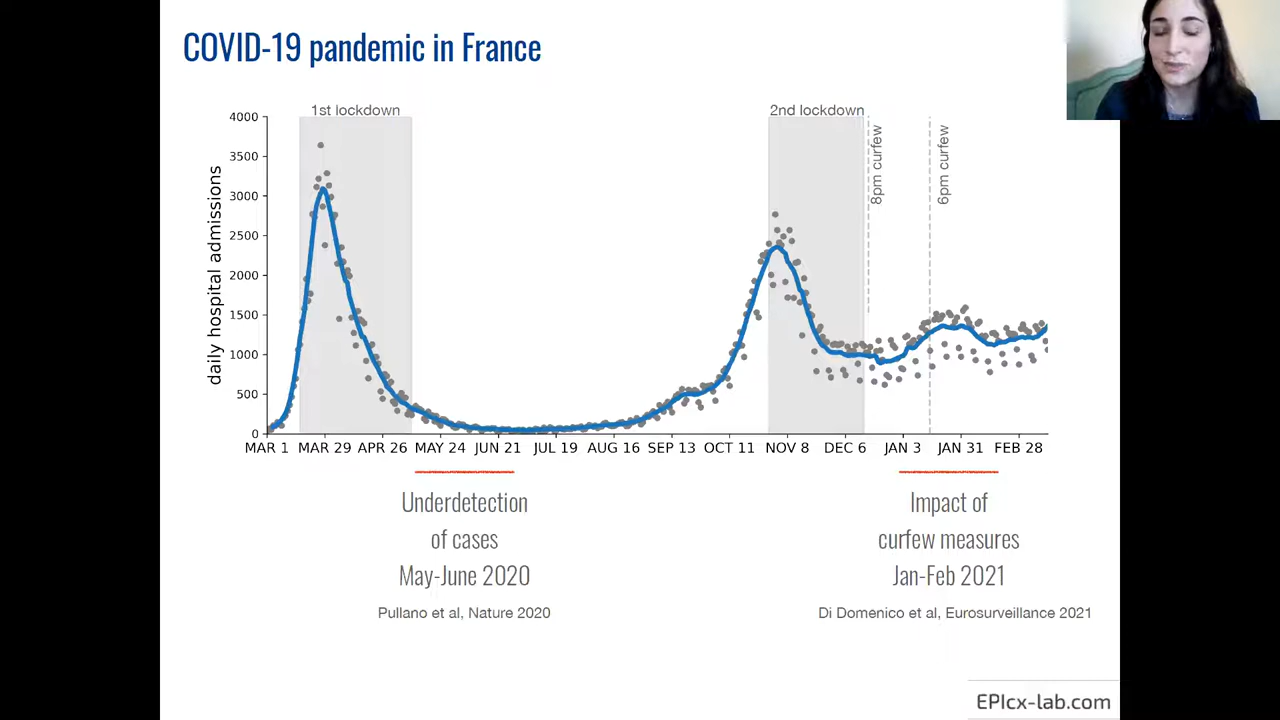 COVID-19 pandemic in France
1st lockdown
2nd lockdown
8pm curfew
6pm curfew
daily hospital admissions
4000
3500
3000
2500
2000
1500
1000
500
0
MAR 1 MAR 29 APR 26 MAY 24 JUN 21 JUL 19 AUG 16 SEP 13 OCT 11 NOV 8 DEC 6 JAN 3 JAN 31 FEB 28
Underdetection
of cases
May-June 2020
Pullano et al, Nature 2020
Impact of
curfew measures
Jan-Feb 2021
Di Domenico et al, Eurosurveillance 2021
EPIcx-lab.com